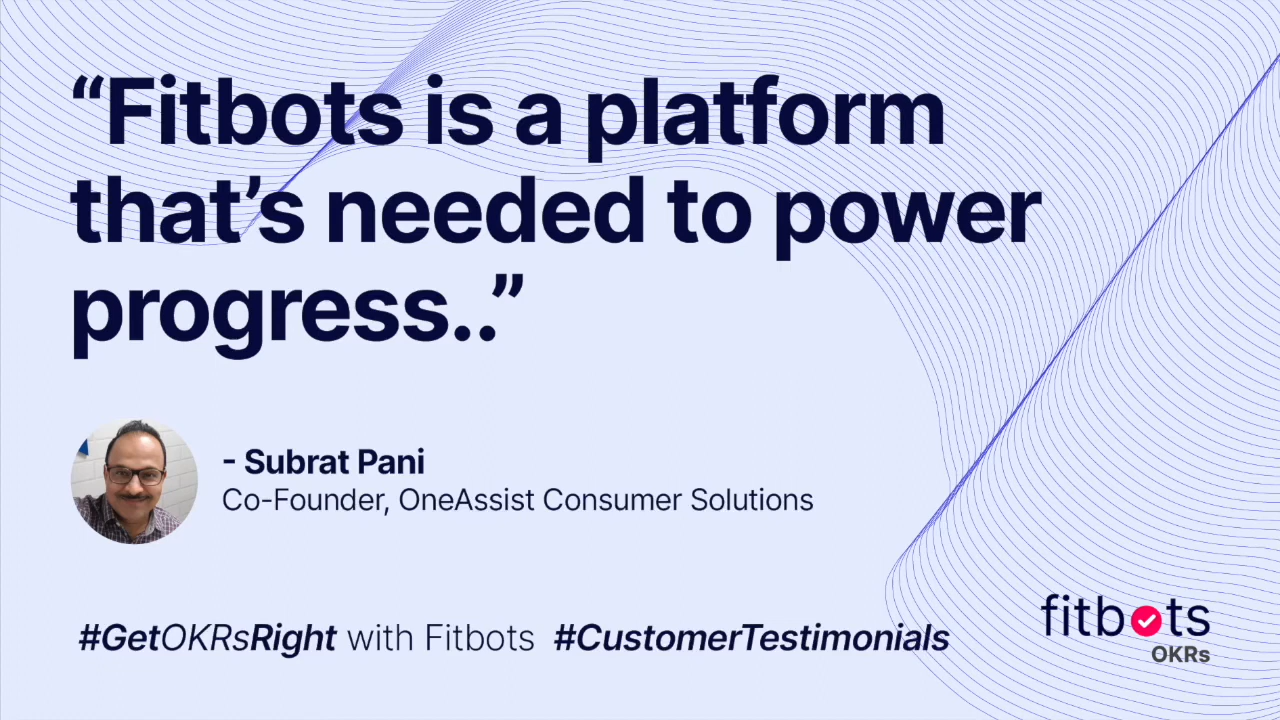 “Fitbots is a platform
that’s needed to power
progress..”
- Subrat Pani
Co-Founder, OneAssist Consumer Solutions
#GetOKRsRight with Fitbots #CustomerTestimonials
fitbots
OKRs